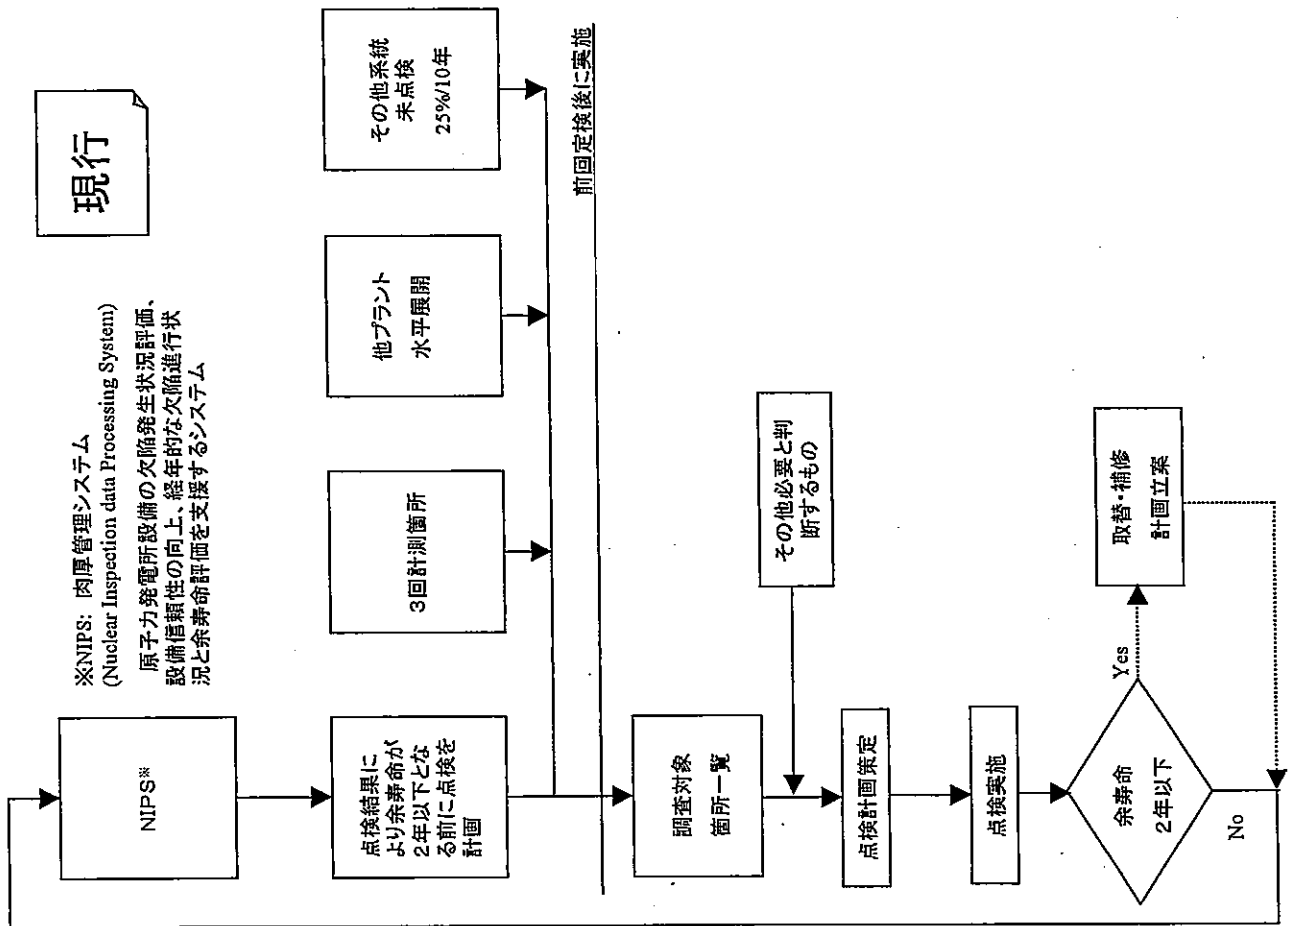 現行
※NIPS: 肉厚管理システム
(Nuclear Inspection data Processing System)
原子力発電所設備の欠陥発生状況評価、
設備信頼性の向上、経年的な欠陥進行状
況と余寿命評価を支援するシステム
NIPS※
点検結果に
より余寿命が
2年以下とな
る前に点検を
計画
3回計測箇所
他プラント
水平展開
その他系統
未点検
25%/10年
前回定検後に実施
調査対象
箇所一覧
その他必要と判
断するもの
点検計画策定
点検実施
余寿命
2年以下
Yes
取替・補修
計画立案
No